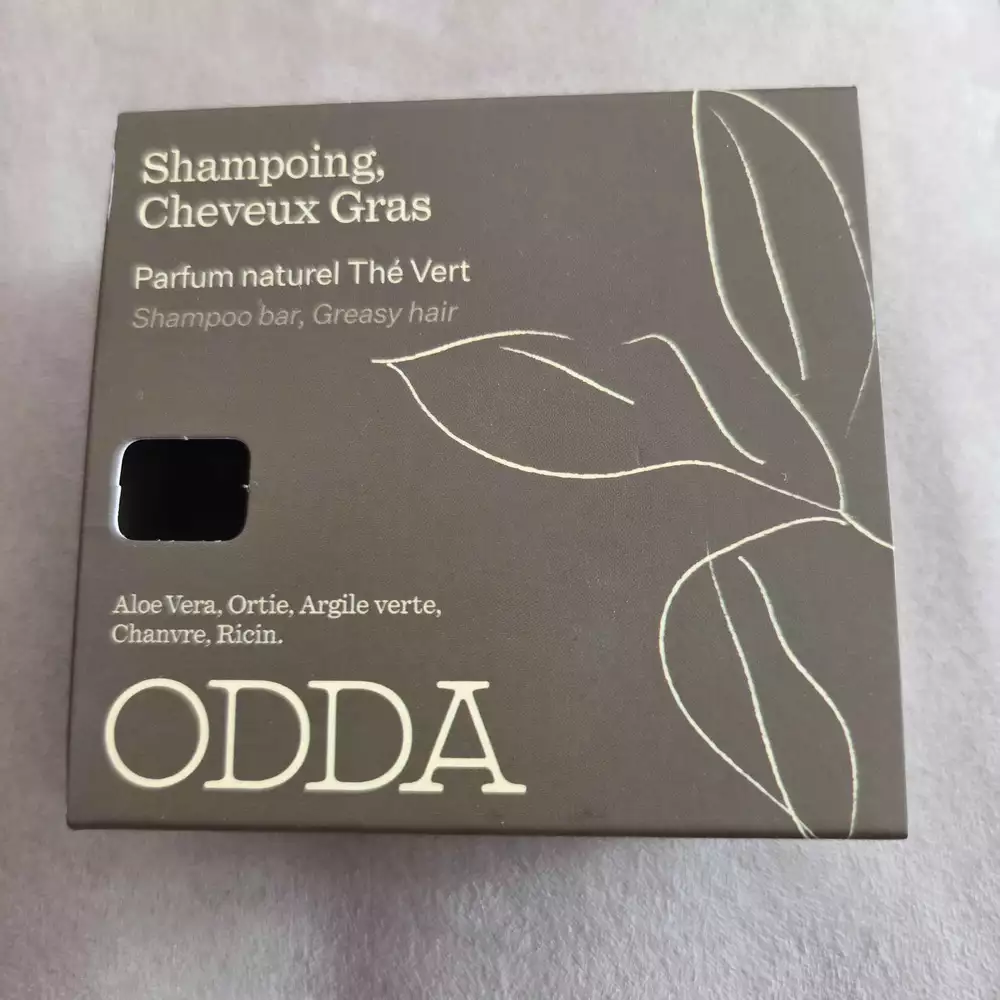 Shampoing,
Cheveux Gras
Parfum naturel Thé Vert
Shampoo bar, Greasy hair
Aloe Vera, Ortie, Argile verte,
Chanvre, Ricin.
ODDA